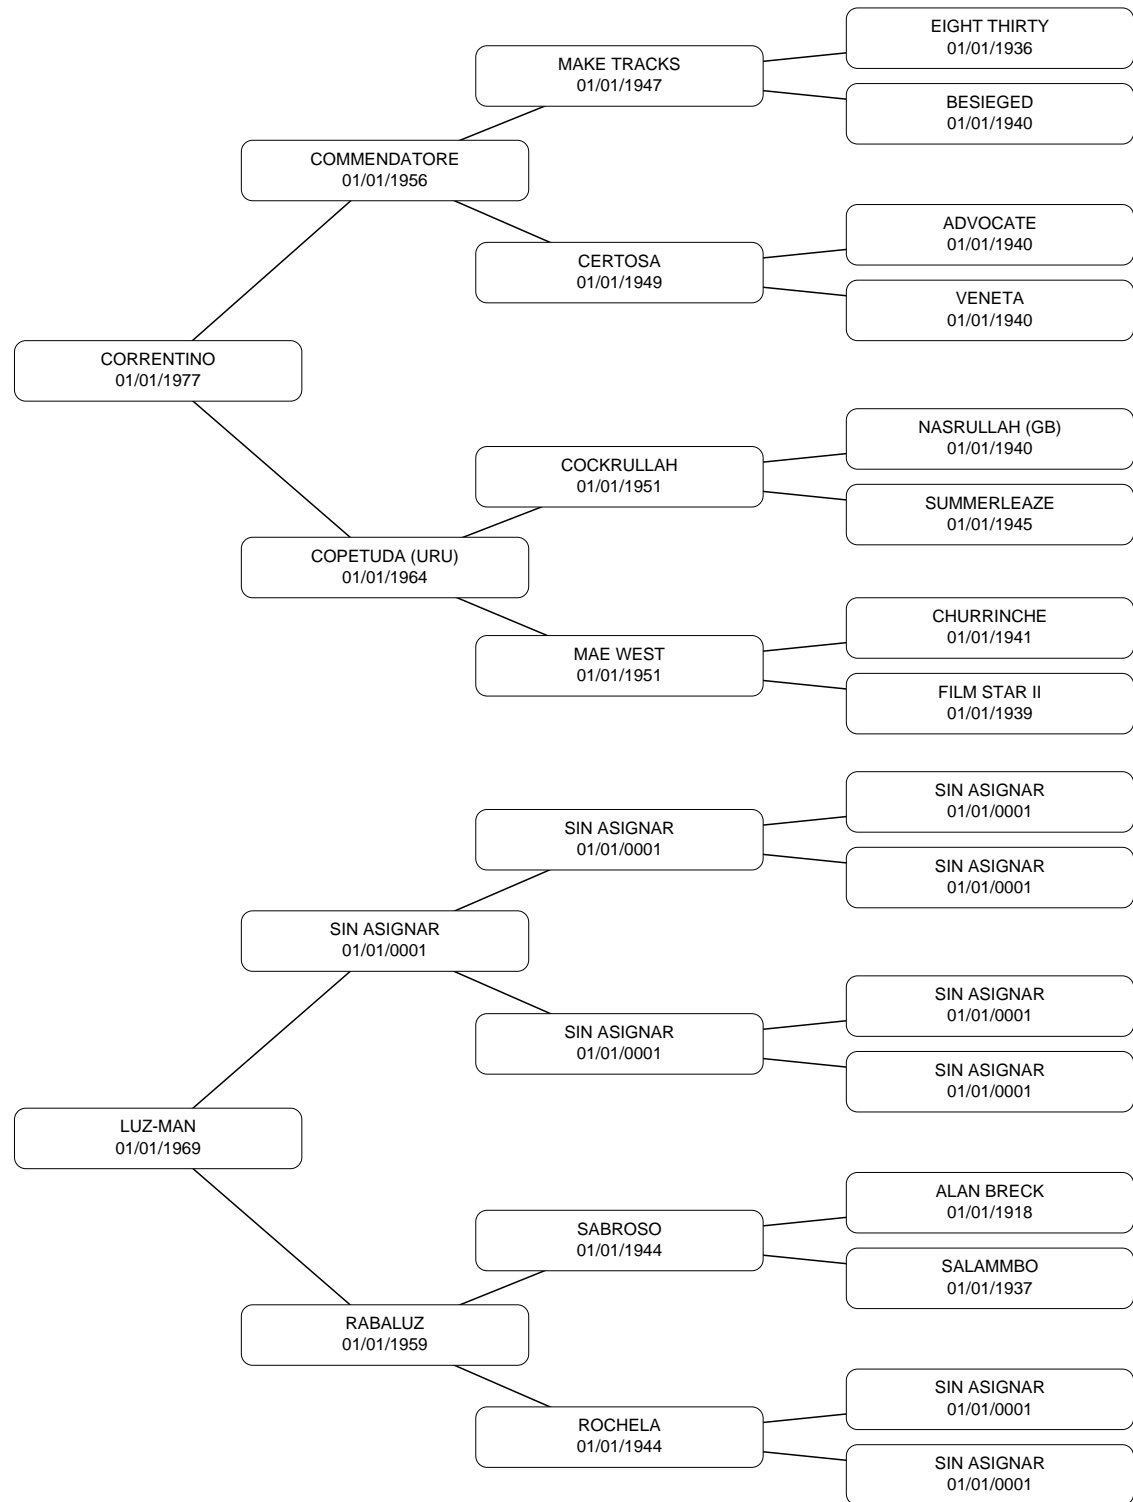 EIGHT THIRTY
01/01/1936
MAKE TRACKS
01/01/1947
BESIEGED
01/01/1940
COMMENDATORE
01/01/1956
ADVOCATE
01/01/1940
CERTOSA
01/01/1949
VENETA
01/01/1940
CORRENTINO
01/01/1977
NASRULLAH (GB)
01/01/1940
COCKRULLAH
01/01/1951
SUMMERLEAZE
01/01/1945
COPETUDA (URU)
01/01/1964
CHURRINCHE
01/01/1941
MAE WEST
01/01/1951
FILM STAR II
01/01/1939
SIN ASIGNAR
01/01/0001
SIN ASIGNAR
01/01/0001
SIN ASIGNAR
01/01/0001
SIN ASIGNAR
01/01/0001
SIN ASIGNAR
01/01/0001
SIN ASIGNAR
01/01/0001
SIN ASIGNAR
01/01/0001
LUZ-MAN
01/01/1969
ALAN BRECK
01/01/1918
SABROSO
01/01/1944
SALAMMBO
01/01/1937
RABALUZ
01/01/1959
SIN ASIGNAR
01/01/0001
ROCHELA
01/01/1944
SIN ASIGNAR
01/01/0001